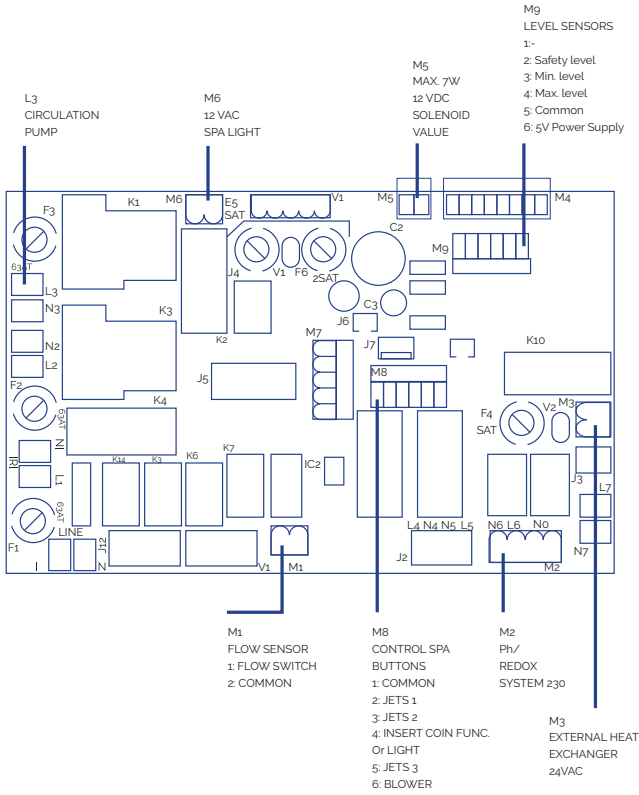 M9
LEVEL SENSORS
1:-
2: Safety level
3: Min. level
4: Max. level
5: Common
6: 5V Power Supply
M5
MAX. 7W
12 VDC
SOLENOID
VALUE
L3
CIRCULATION
PUMP
M6
12 VAC
SPA LIGHT
K1
M6
E5
SAT
V1
M5
M4
F3
C2
M9
63AT
J4
V1
F6
2SAT
L3
N3
K3
C3
J6
K2
M7
J7
N2
K10
L2
J5
M8
F2
K4
63AT
F4
SAT
V2
M3
N1
IR
K14
K3
K6
K7
IC2
J3
L1
L7
63AT
L4 N4 N5 L5
N6 L6 N0
F1
LINE
J12
J2
N7
I
N
V1
M1
M2
M1
FLOW SENSOR
1: FLOW SWITCH
2: COMMON
M8
CONTROL SPA
BUTTONS
1: COMMON
2: JETS 1
3: JETS 2
4: INSERT COIN FUNC.
Or LIGHT
5: JETS 3
6: BLOWER
M2
Ph/
REDOX
SYSTEM 230
M3
EXTERNAL HEAT
EXCHANGER
24VAC